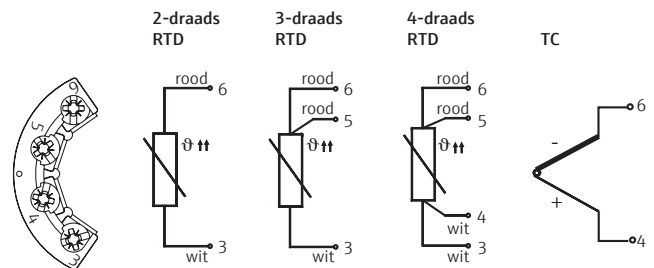 2-draads RTD
3-draads RTD
4-draads RTD
TC
6
5
4
3
rood 6
wit 3
ϑ
rood 6
rood 5
ϑ
wit 3
rood 6
rood 5
ϑ
4
wit
3
wit
6
-
+
4